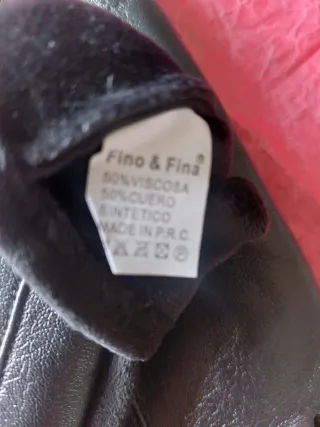 Fino & Fina®
50%VISCOSA
50%CUERO
SINTETICO
MADE IN P.R.C.